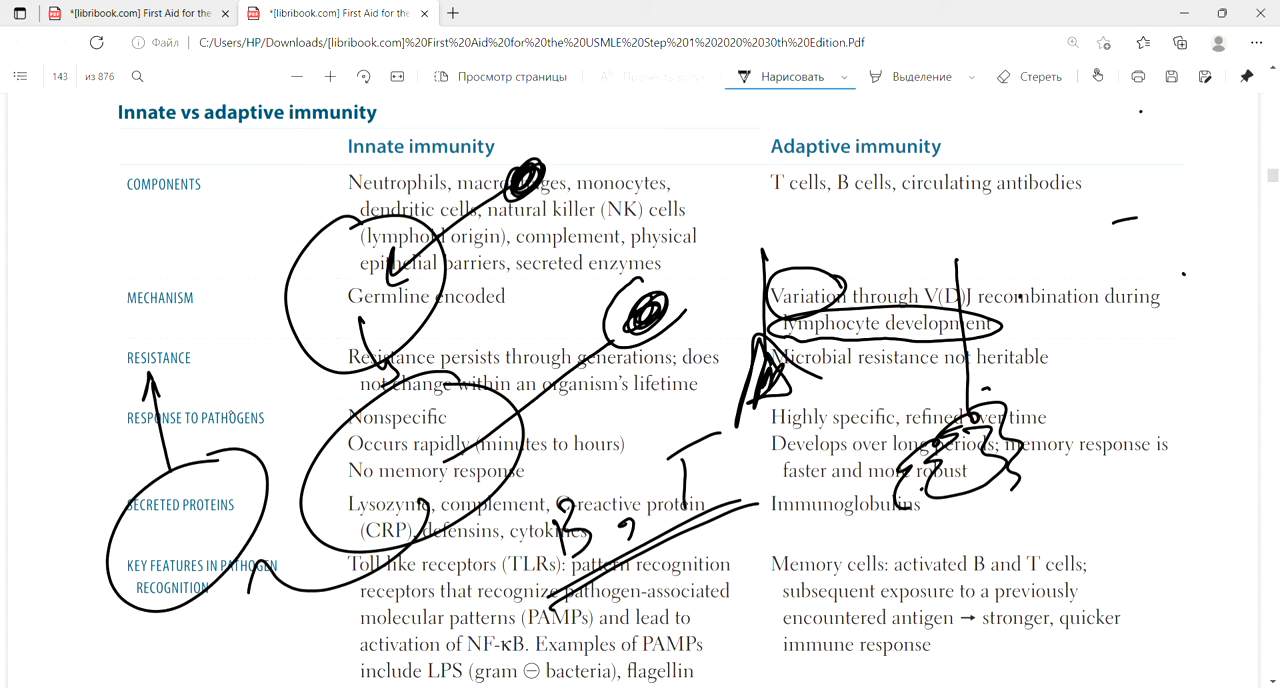 *[libribook.com] First Aid for the
*[libribook.com] First Aid for the
Файл C:/Users/HP/Downloads/[libribook.com]%20First%20Aid%20for%20the%20USMLE%20Step%201%202020%2030th%20Edition.Pdf
143 из 876 Просмотр страницы Нарисовать Выделение Стереть
Innate vs adaptive immunity
Innate immunity Adaptive immunity
COMPONENTS Neutrophils, macrophages, monocytes, T cells, B cells, circulating antibodies
dendritic cells, natural killer (NK) cells
(lymphoid origin), complement, physical
epithelial barriers, secreted enzymes
MECHANISM Germline encoded Variation through V(D)J recombination during
lymphocyte development
RESISTANCE Resistance persists through generations; does Microbial resistance not heritable
not change within an organism's lifetime
RESPONSE TO PATHOGENS Nonspecific Highly specific, refined over time
Occurs rapidly (minutes to hours) Develops over long periods; memory response is
No memory response faster and more robust
SECRETED PROTEINS Lysozyme, complement, C-reactive protein Immunoglobulins
(CRP), defensins, cytokines
B, T
KEY FEATURES IN PATHOGEN Toll-like receptors (TLRs): pattern recognition Memory cells: activated B and T cells;
RECOGNITION receptors that recognize pathogen-associated subsequent exposure to a previously
molecular patterns (PAMPs) and lead to encountered antigen → stronger, quicker
activation of NF-κB. Examples of PAMPs immune response
include LPS (gram ⊖ bacteria), flagellin